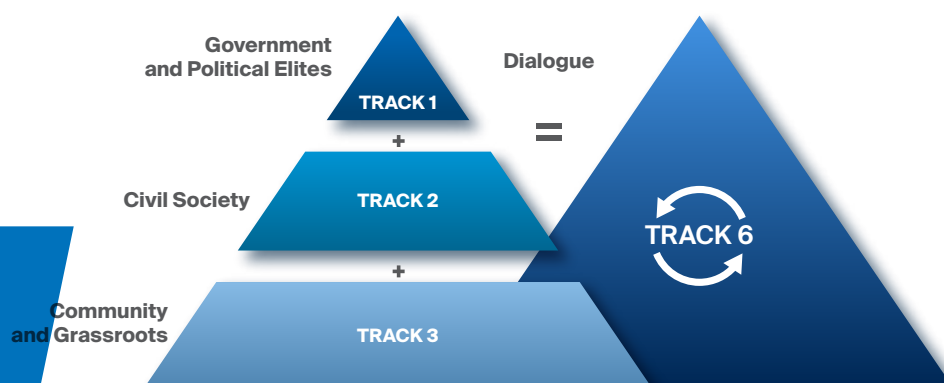 Government
and Political Elites
TRACK 1
Dialogue
+
=
Civil Society
TRACK 2
TRACK 6
+
Community
and Grassroots
TRACK 3